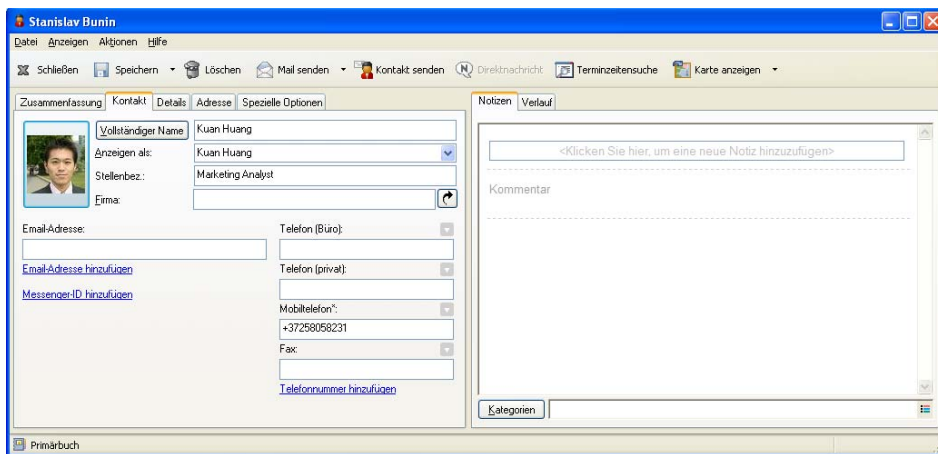 Stanislav Bunin
Datei Anzeigen Aktionen Hilfe
Schließen Speichern Löschen Mail senden Kontakt senden Direktnachricht Terminzeitensuche Karte anzeigen
Zusammenfassung Kontakt Details Adresse Spezielle Optionen
Vollständiger Name Kuan Huang
Anzeigen als: Kuan Huang
Stellenbez.: Marketing Analyst
Firma:
Email-Adresse:
Email-Adresse hinzufügen
Messenger-ID hinzufügen
Telefon (Büro):
Telefon (privat):
Mobiltelefon*:
+37258058231
Fax:
Telefonnummer hinzufügen
Notizen Verlauf
<Klicken Sie hier, um eine neue Notiz hinzuzufügen>
Kommentar
Kategorien
Primärbuch